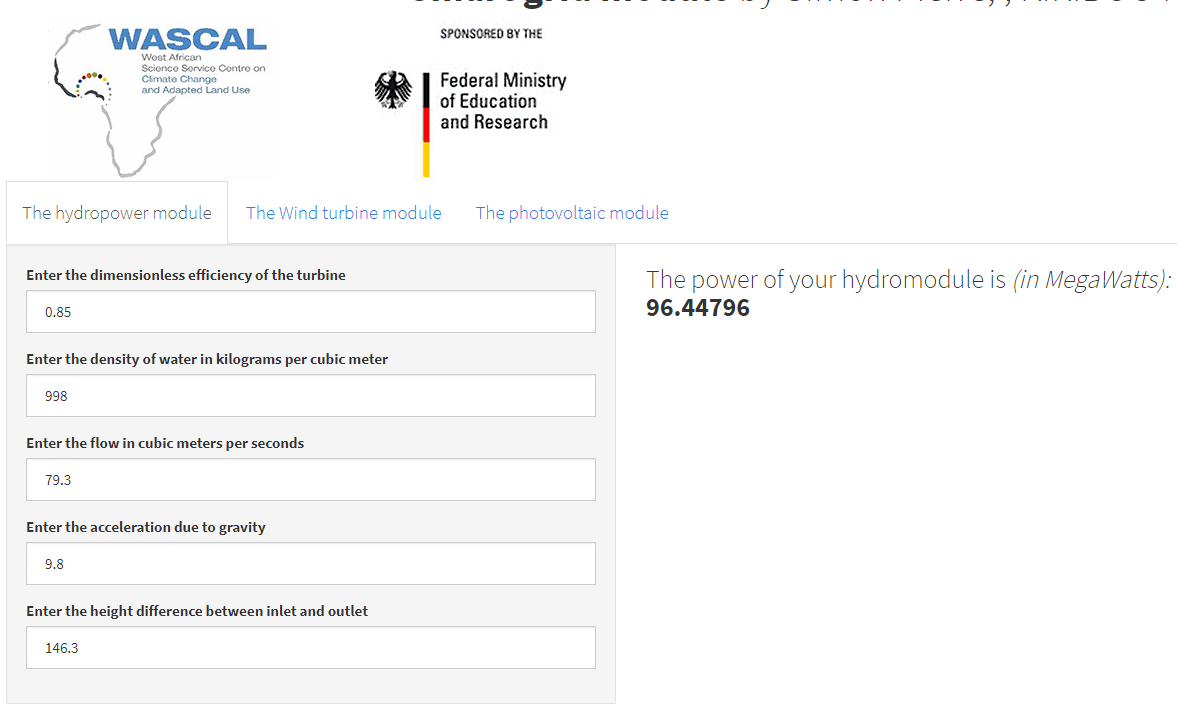 module by
SPONSORED BY THE
WASCAL
West African
Science Service Centre on
Climate Change
and Adapted Land Use
Federal Ministry
of Education
and Research
The hydropower module
The Wind turbine module
The photovoltaic module
Enter the dimensionless efficiency of the turbine
0.85
Enter the density of water in kilograms per cubic meter
998
Enter the flow in cubic meters per seconds
79.3
Enter the acceleration due to gravity
9.8
Enter the height difference between inlet and outlet
146.3
The power of your hydromodule is (in MegaWatts):
96.44796